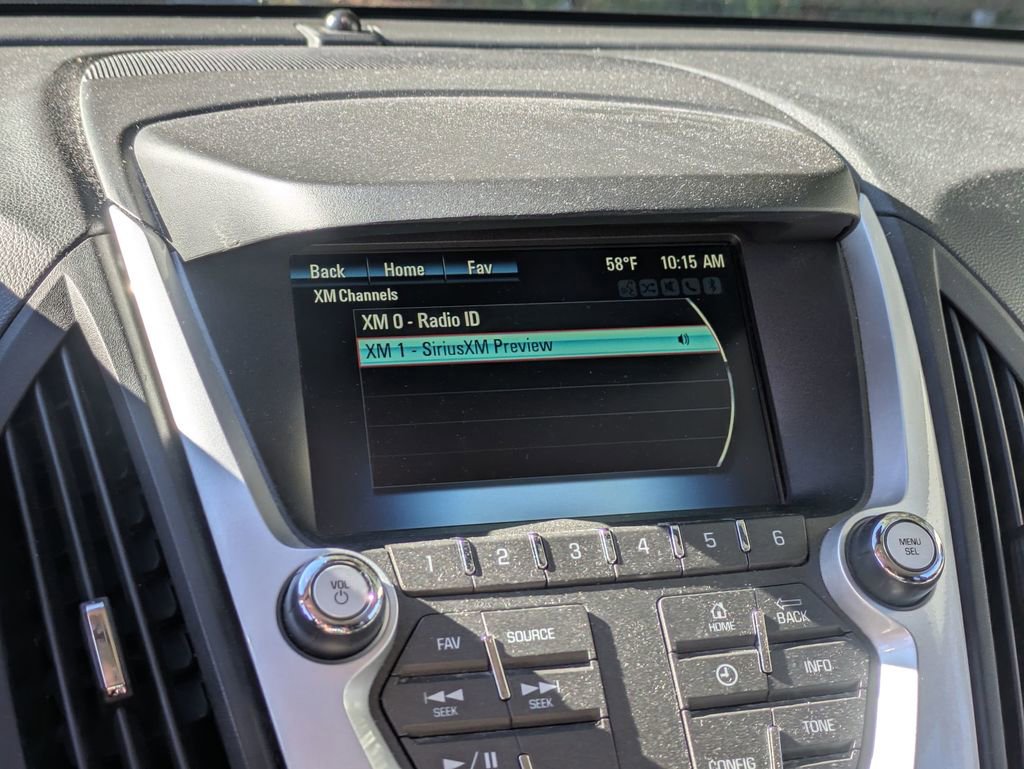 Back Home Fav 58°F 10:15 AM
XM Channels
XM 0 - Radio ID
XM 1 - SiriusXM Preview
1 2 3 4 5 6
VOL
MENU
SEL
FAV SOURCE
HOME BACK
SEEK SEEK
INFO
CONFIG TONE